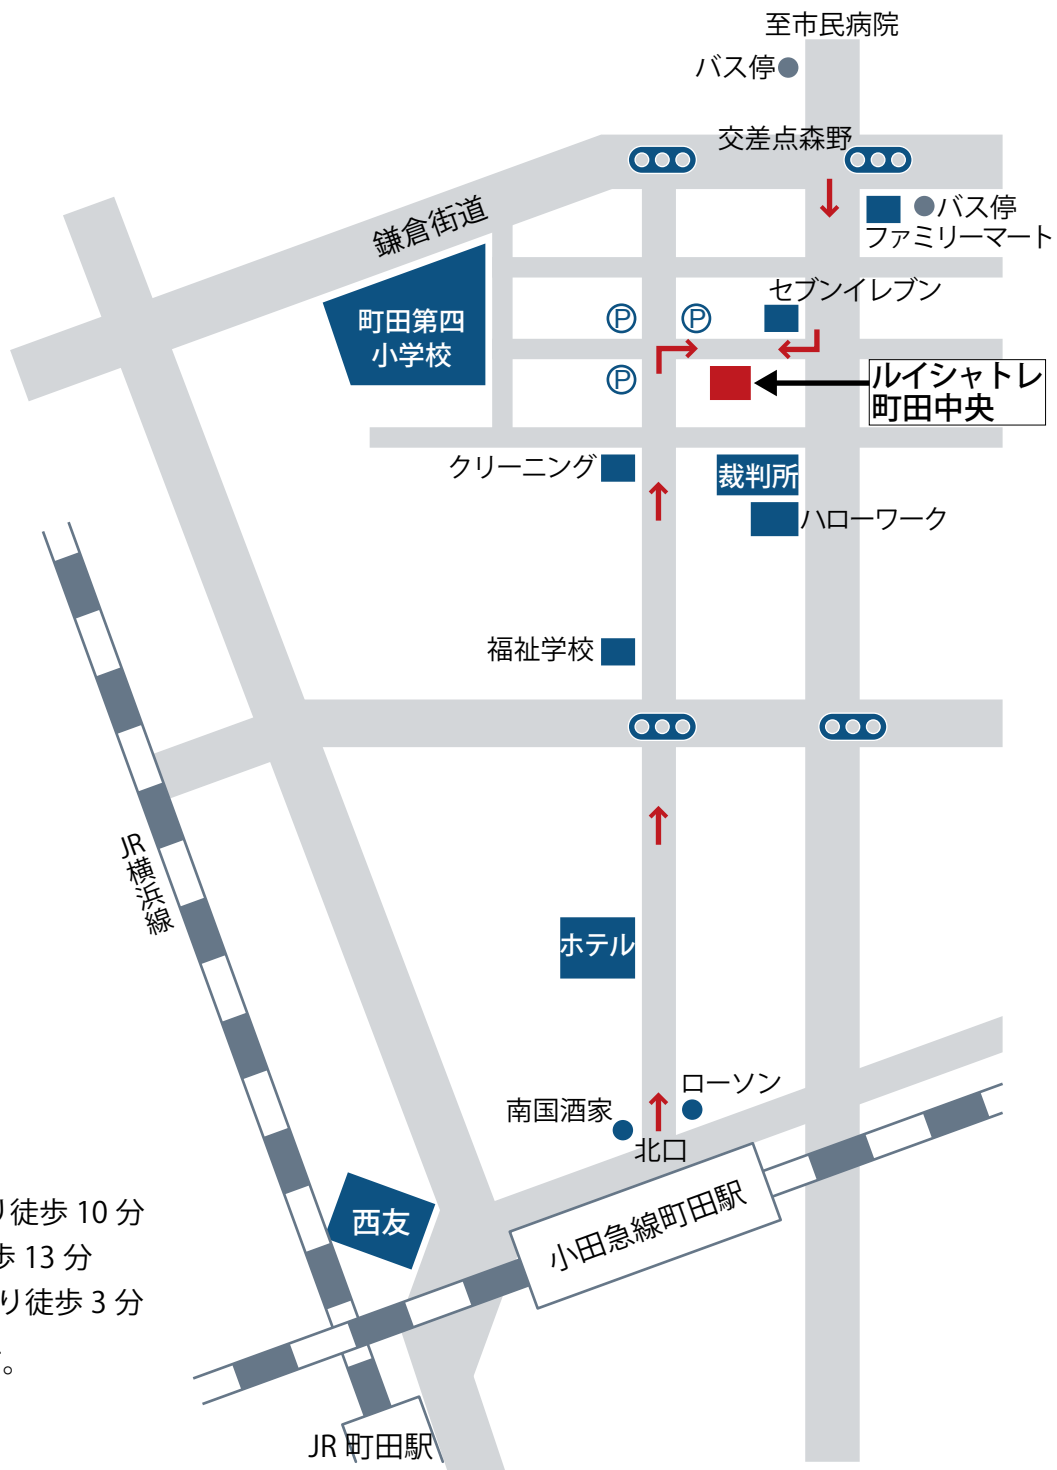 至市民病院
バス停
交差点森野
バス停
ファミリーマート
鎌倉街道
セブンイレブン
町田第四
小学校
P
P
P
ルイシャトレ
町田中央
クリーニング
裁判所
ハローワーク
福祉学校
JR横浜線
ホテル
ローソン
南国酒家
北口
西友
小田急線町田駅
り徒歩 10 分
歩 13 分
り徒歩 3 分
。
JR 町田駅